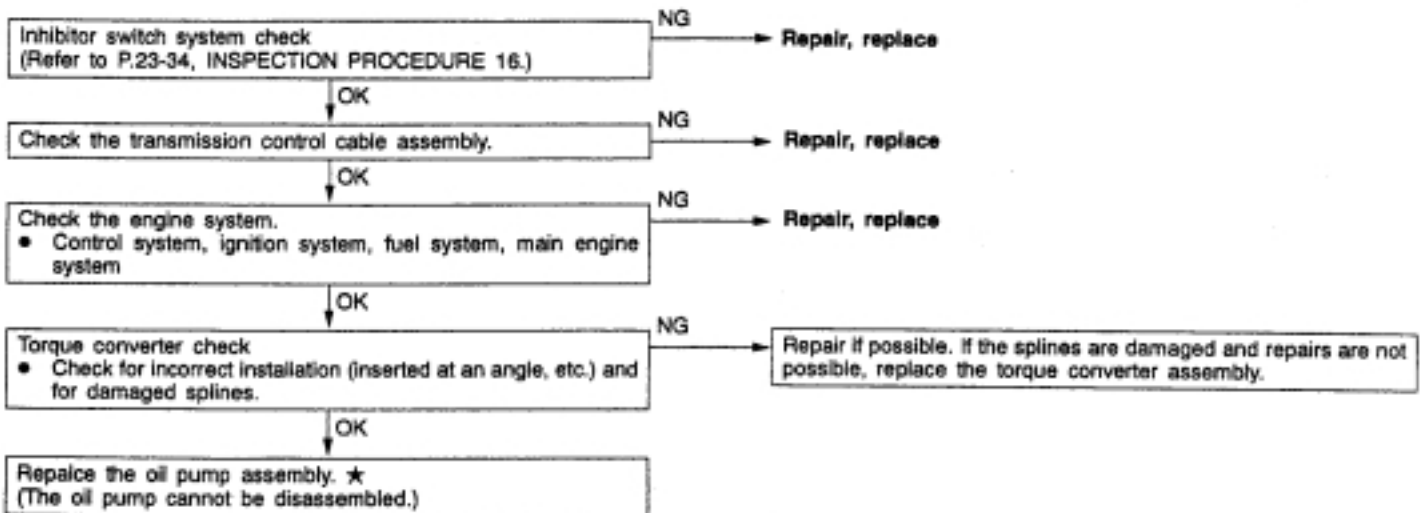 NG
Inhibitor switch system check
(Refer to P.23-34, INSPECTION PROCEDURE 16.)
Repair, replace
OK
NG
Check the transmission control cable assembly.
Repair, replace
OK
NG
Check the engine system.
● Control system, ignition system, fuel system, main engine
system
Repair, replace
OK
NG
Torque converter check
● Check for incorrect installation (inserted at an angle, etc.) and
for damaged splines.
Repair if possible. If the splines are damaged and repairs are not
possible, replace the torque converter assembly.
OK
Repalce the oil pump assembly. ★
(The oil pump cannot be disassembled.)